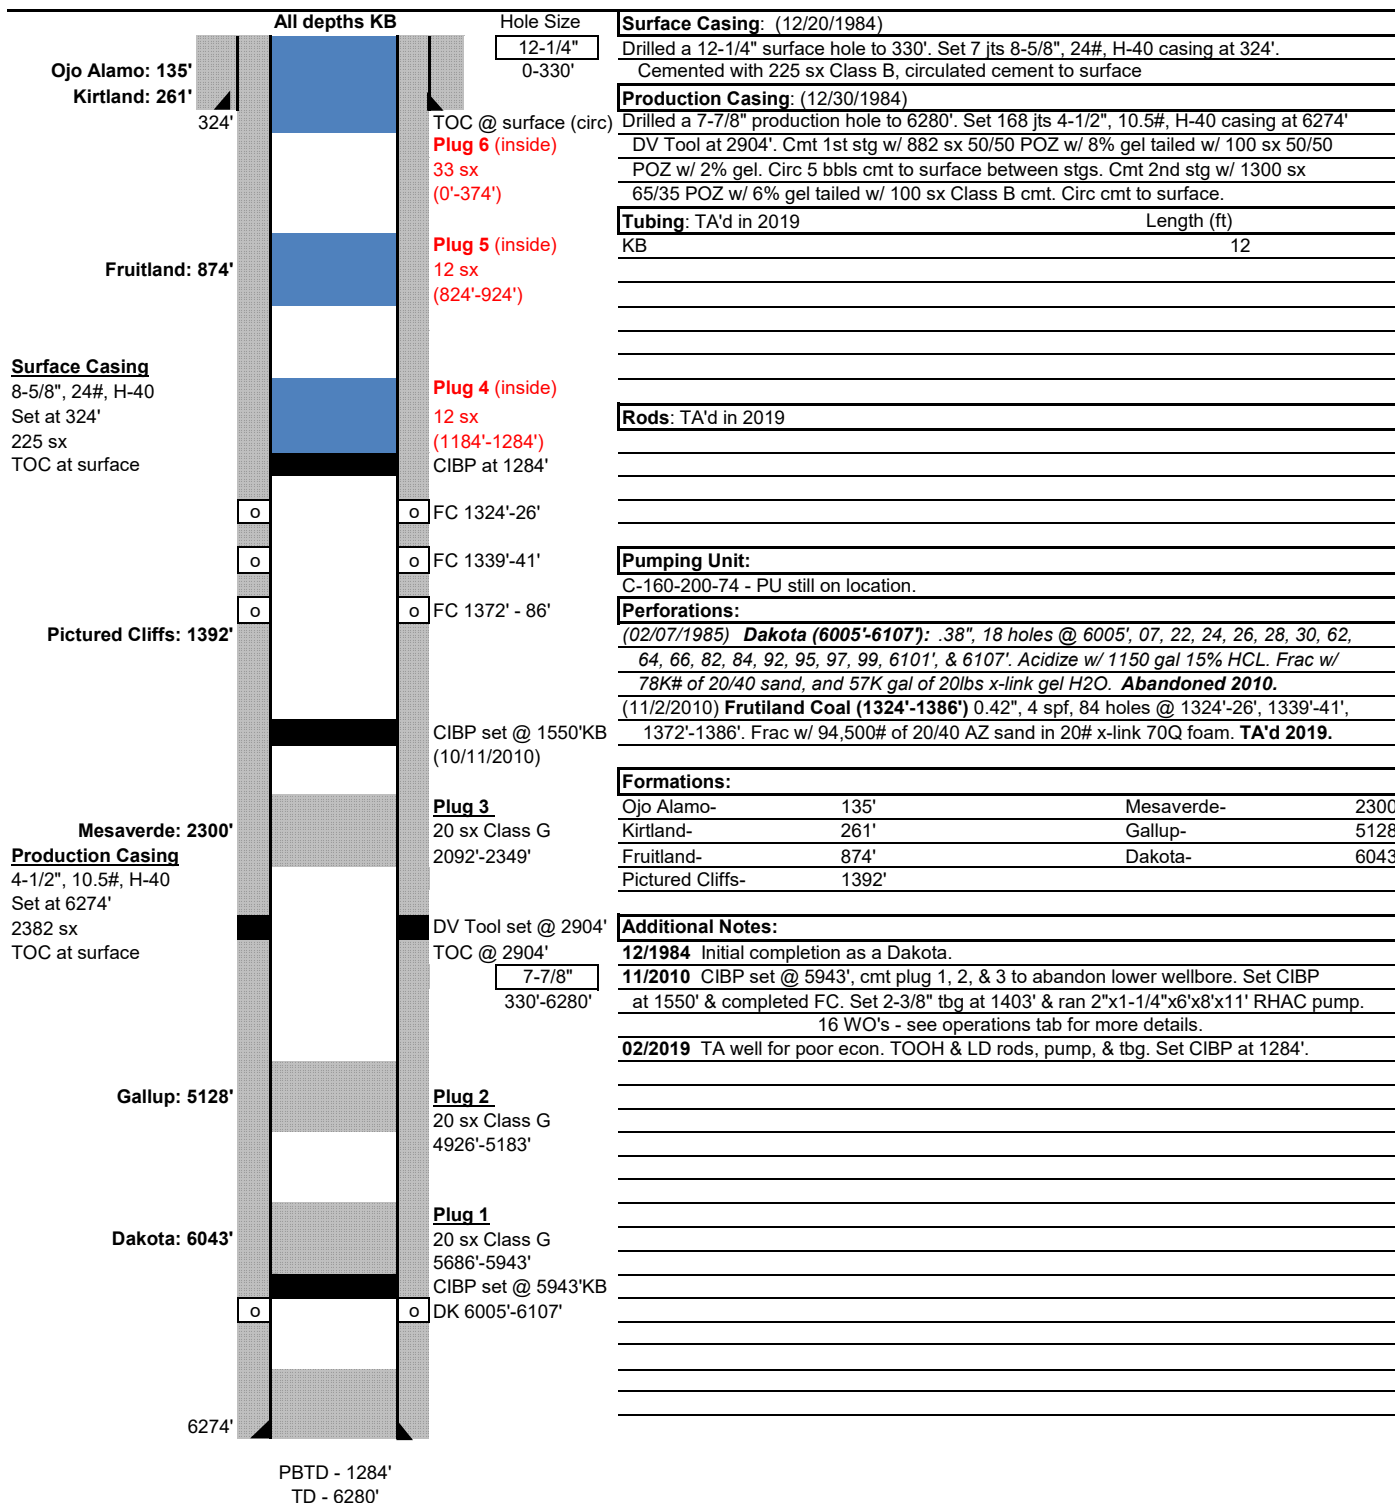 All depths KB
Hole Size
12-1/4"
0-330'
Ojo Alamo: 135'
Kirtland: 261'
324'
TOC @ surface (circ)
Plug 6 (inside)
33 sx
(0'-374')
Plug 5 (inside)
Fruitland: 874'
12 sx
(824'-924')
Surface Casing
8-5/8", 24#, H-40
Set at 324'
225 sx
TOC at surface
Plug 4 (inside)
12 sx
(1184'-1284')
CIBP at 1284'
o o FC 1324'-26'
o o FC 1339'-41'
o o FC 1372' - 86'
Pictured Cliffs: 1392'
CIBP set @ 1550'KB
(10/11/2010)
Plug 3
Mesaverde: 2300'
20 sx Class G
2092'-2349'
Production Casing
4-1/2", 10.5#, H-40
Set at 6274'
2382 sx
TOC at surface
DV Tool set @ 2904'
TOC @ 2904'
7-7/8"
330'-6280'
Gallup: 5128'
Plug 2
20 sx Class G
4926'-5183'
Plug 1
Dakota: 6043'
20 sx Class G
5686'-5943'
CIBP set @ 5943'KB
o o DK 6005'-6107'
6274'
PBTD - 1284'
TD - 6280'
Surface Casing: (12/20/1984)
Drilled a 12-1/4" surface hole to 330'. Set 7 jts 8-5/8", 24#, H-40 casing at 324'.
Cemented with 225 sx Class B, circulated cement to surface
Production Casing: (12/30/1984)
Drilled a 7-7/8" production hole to 6280'. Set 168 jts 4-1/2", 10.5#, H-40 casing at 6274'
DV Tool at 2904'. Cmt 1st stg w/ 882 sx 50/50 POZ w/ 8% gel tailed w/ 100 sx 50/50
POZ w/ 2% gel. Circ 5 bbls cmt to surface between stgs. Cmt 2nd stg w/ 1300 sx
65/35 POZ w/ 6% gel tailed w/ 100 sx Class B cmt. Circ cmt to surface.
Tubing: TA'd in 2019 Length (ft)
KB 12
Rods: TA'd in 2019
Pumping Unit:
C-160-200-74 - PU still on location.
Perforations:
(02/07/1985) Dakota (6005'-6107'): .38", 18 holes @ 6005', 07, 22, 24, 26, 28, 30, 62,
64, 66, 82, 84, 92, 95, 97, 99, 6101', & 6107'. Acidize w/ 1150 gal 15% HCL. Frac w/
78K# of 20/40 sand, and 57K gal of 20lbs x-link gel H2O. Abandoned 2010.
(11/2/2010) Frutiland Coal (1324'-1386') 0.42", 4 spf, 84 holes @ 1324'-26', 1339'-41',
1372'-1386'. Frac w/ 94,500# of 20/40 AZ sand in 20# x-link 70Q foam. TA'd 2019.
Formations:
Ojo Alamo- 135' Mesaverde- 2300
Kirtland- 261' Gallup- 5128
Fruitland- 874' Dakota- 6043
Pictured Cliffs- 1392'
Additional Notes:
12/1984 Initial completion as a Dakota.
11/2010 CIBP set @ 5943', cmt plug 1, 2, & 3 to abandon lower wellbore. Set CIBP
at 1550' & completed FC. Set 2-3/8" tbg at 1403' & ran 2"x1-1/4"x6'x8'x11' RHAC pump.
16 WO's - see operations tab for more details.
02/2019 TA well for poor econ. TOOH & LD rods, pump, & tbg. Set CIBP at 1284'.